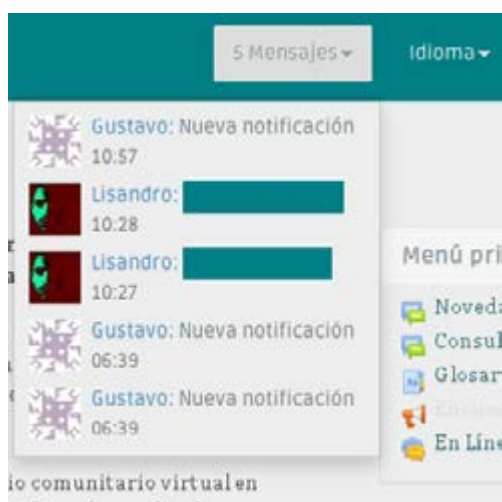 5 Mensajes
Idioma
Gustavo: Nueva notificación
10:57
Lisandro:
10:28
Lisandro:
10:27
Gustavo: Nueva notificación
06:39
Gustavo: Nueva notificación
06:39
Menú pri
Noveda
Consul
Glosar
En Líne
io comunitario virtual en